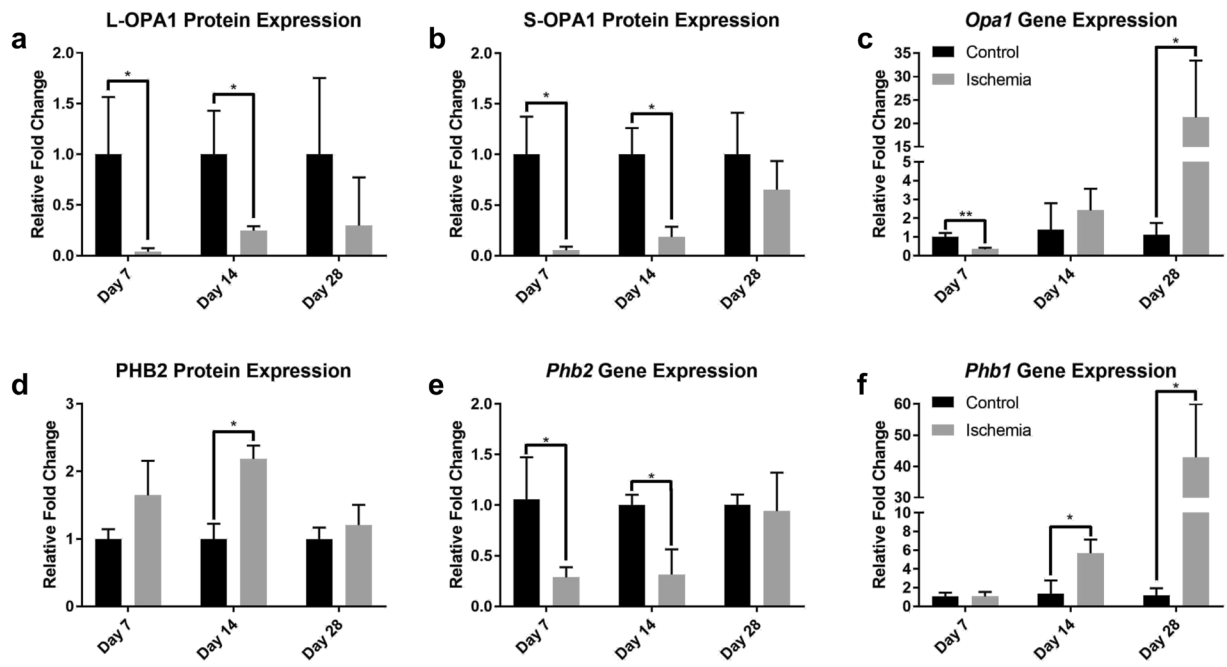 a
L-OPA1 Protein Expression
Relative Fold Change
2.0
1.5
1.0
0.5
0.0
*
*
Day 7
Day 14
Day 28
b
S-OPA1 Protein Expression
Relative Fold Change
2.0
1.5
1.0
0.5
0.0
*
*
Day 7
Day 14
Day 28
c
Opa1 Gene Expression
Relative Fold Change
35
30
25
20
15
5
4
3
2
1
0
Control
Ischemia
**
*
Day 7
Day 14
Day 28
d
PHB2 Protein Expression
Relative Fold Change
3
2
1
0
*
Day 7
Day 14
Day 28
e
Phb2 Gene Expression
Relative Fold Change
2.0
1.5
1.0
0.5
0.0
*
*
Day 7
Day 14
Day 28
f
Phb1 Gene Expression
Relative Fold Change
60
50
40
30
10
8
6
4
2
0
Control
Ischemia
*
*
Day 7
Day 14
Day 28